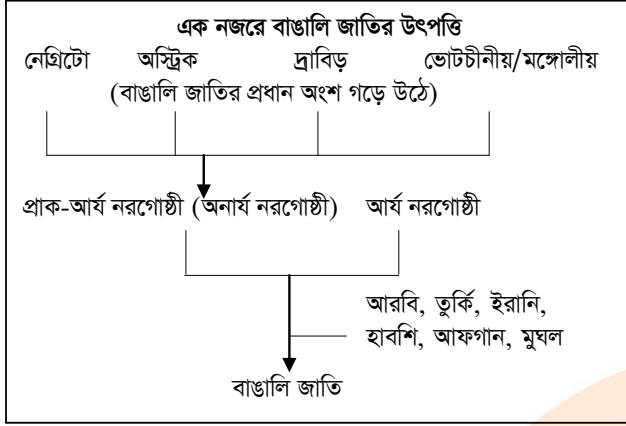 এক নজরে বাঙালি জাতির উৎপত্তি
নেগ্রিটো অস্ট্রিক দ্রাবিড় ভোটচীনীয়/মঙ্গোলীয়
(বাঙালি জাতির প্রধান অংশ গড়ে উঠে)
প্রাক-আর্য নরগোষ্ঠী (অনার্য নরগোষ্ঠী) আর্য নরগোষ্ঠী
আরবি, তুর্কি, ইরানি,
হাবশি, আফগান, মুঘল
বাঙালি জাতি